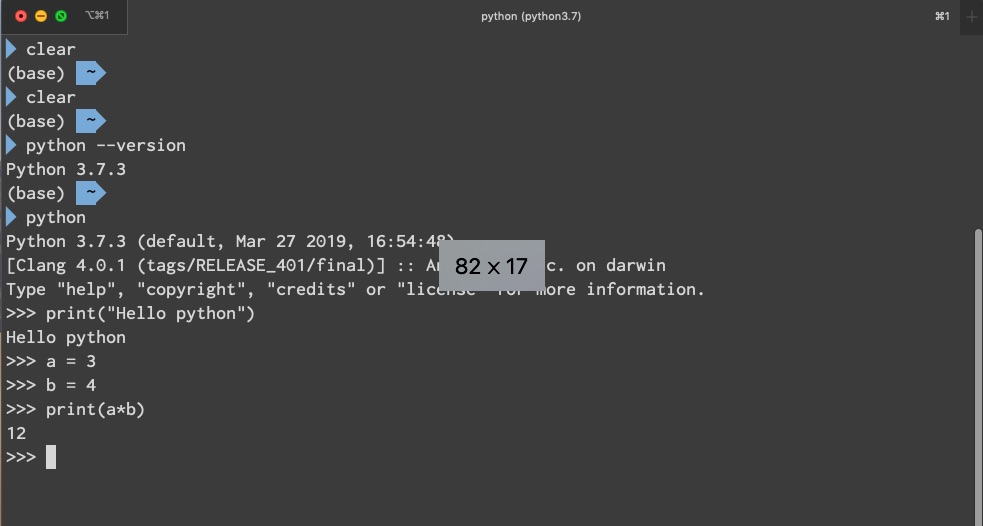 ⌥⌘1 python (python3.7) ⌘1 +
clear
(base) ~
clear
(base) ~
python --version
Python 3.7.3
(base) ~
python
Python 3.7.3 (default, Mar 27 2019, 16:54:48)
[Clang 4.0.1 (tags/RELEASE_401/final)] :: c. on darwin
82 × 17
Type "help", "copyright", "credits" or "license" for more information.
>>> print("Hello python")
Hello python
>>> a = 3
>>> b = 4
>>> print(a*b)
12
>>>